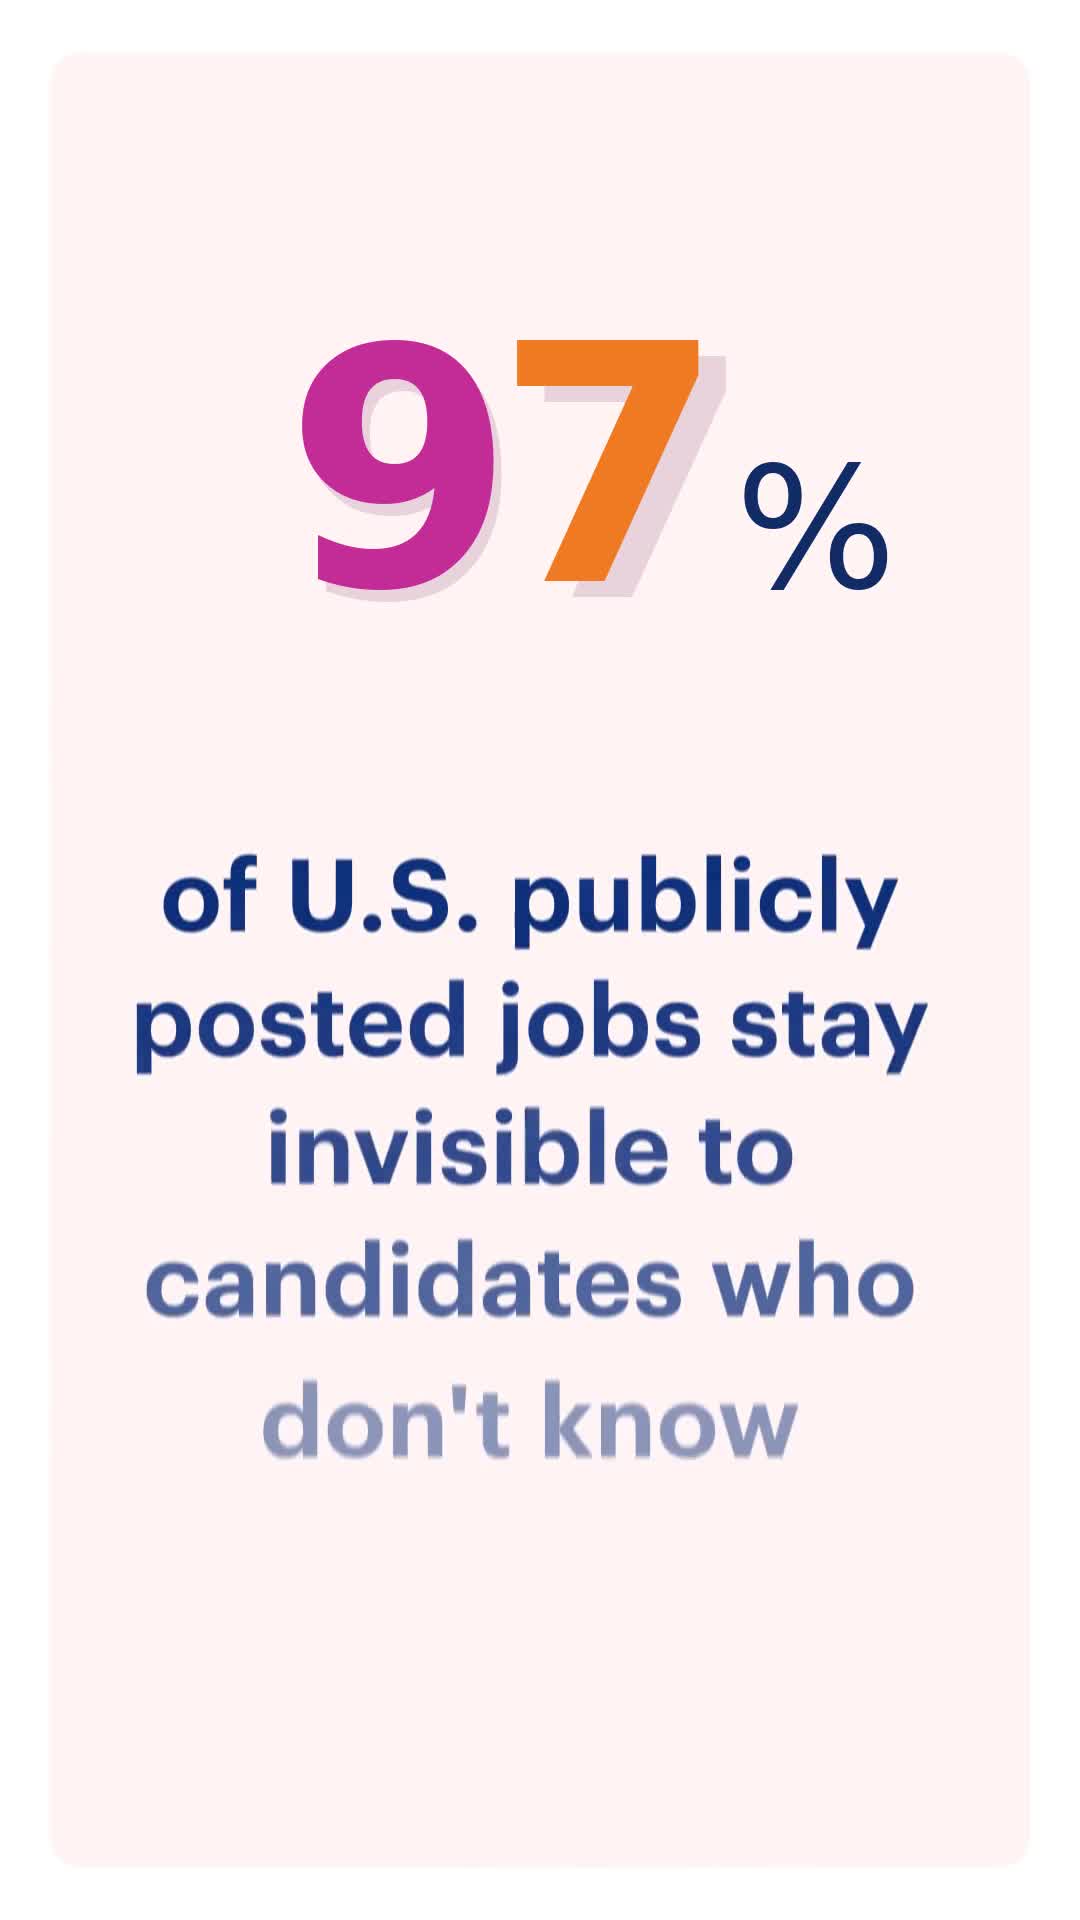 97%
of U.S. publicly
posted jobs stay
invisible to
candidates who
don't know